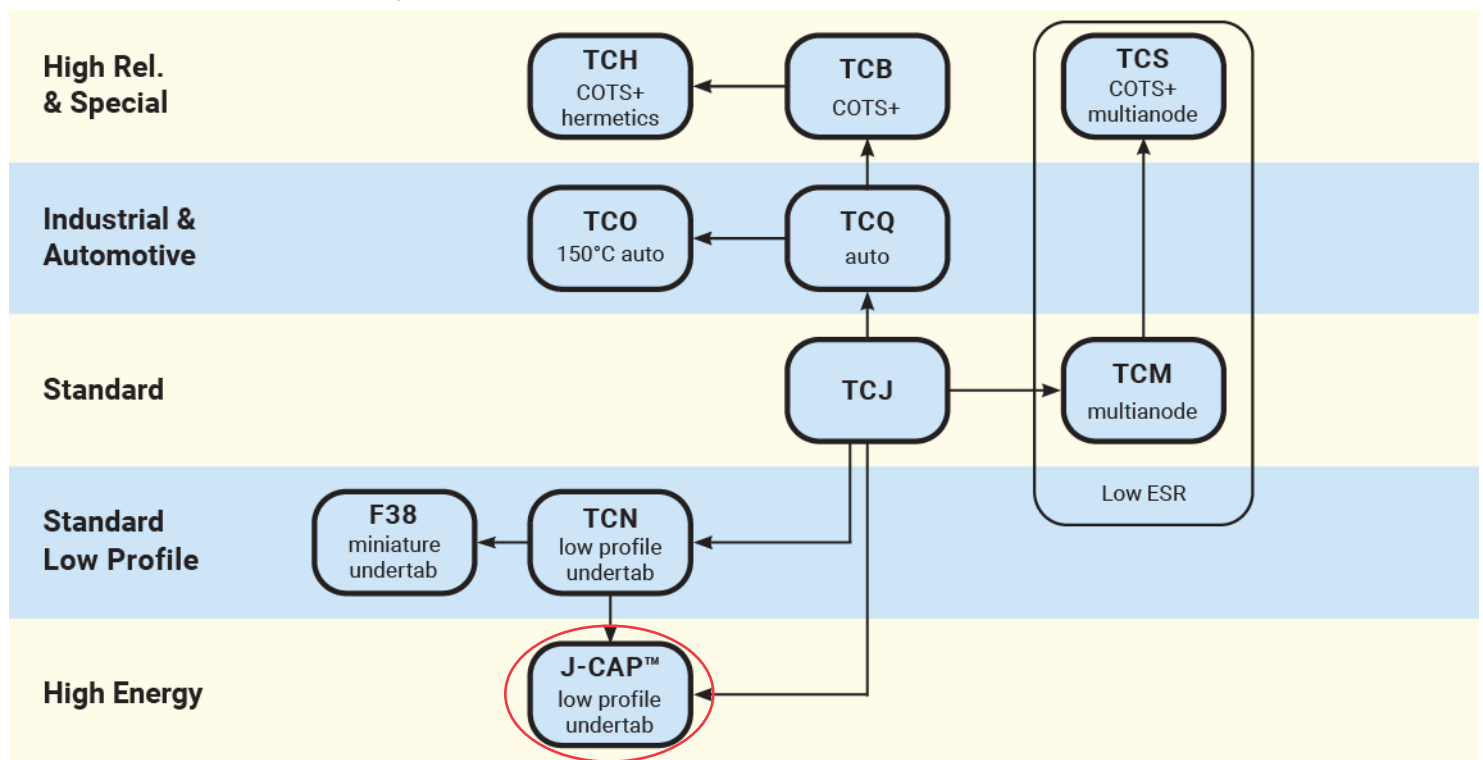 High Rel.
& Special
TCH
COTS+
hermetics
TCB
COTS+
TCS
COTS+
multianode
Industrial &
Automotive
TCO
150°C auto
TCQ
auto
Standard
TCJ
TCM
multianode
Low ESR
Standard
Low Profile
F38
miniature
undertab
TCN
low profile
undertab
High Energy
J-CAP™
low profile
undertab